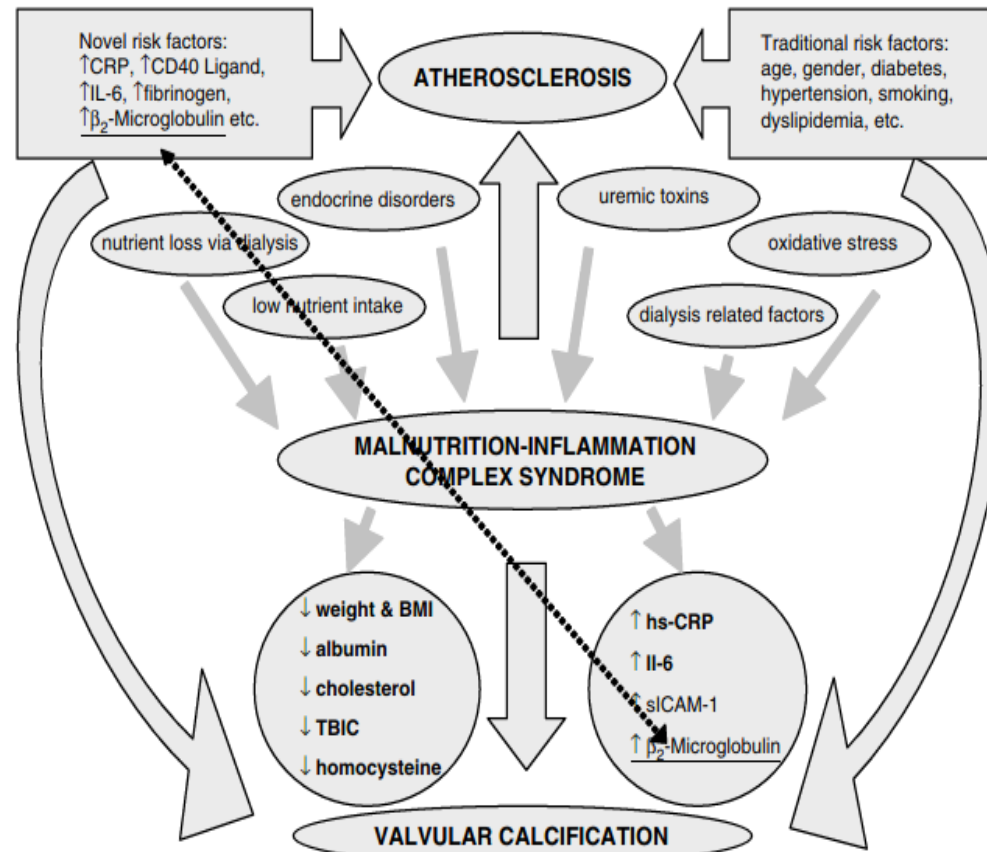 Novel risk factors:
↑CRP, ↑CD40 Ligand,
↑IL-6, ↑fibrinogen,
↑β₂-Microglobulin etc.
ATHEROSCLEROSIS
Traditional risk factors:
age, gender, diabetes,
hypertension, smoking,
dyslipidemia, etc.
endocrine disorders
uremic toxins
nutrient loss via dialysis
oxidative stress
low nutrient intake
dialysis related factors
MALNUTRITION-INFLAMMATION
COMPLEX SYNDROME
↓weight & BMI
↓albumin
↓cholesterol
↓TBIC
↓homocysteine
↑ hs-CRP
↑ Il-6
↑ sICAM-1
↑ β₂-Microglobulin
VALVULAR CALCIFICATION